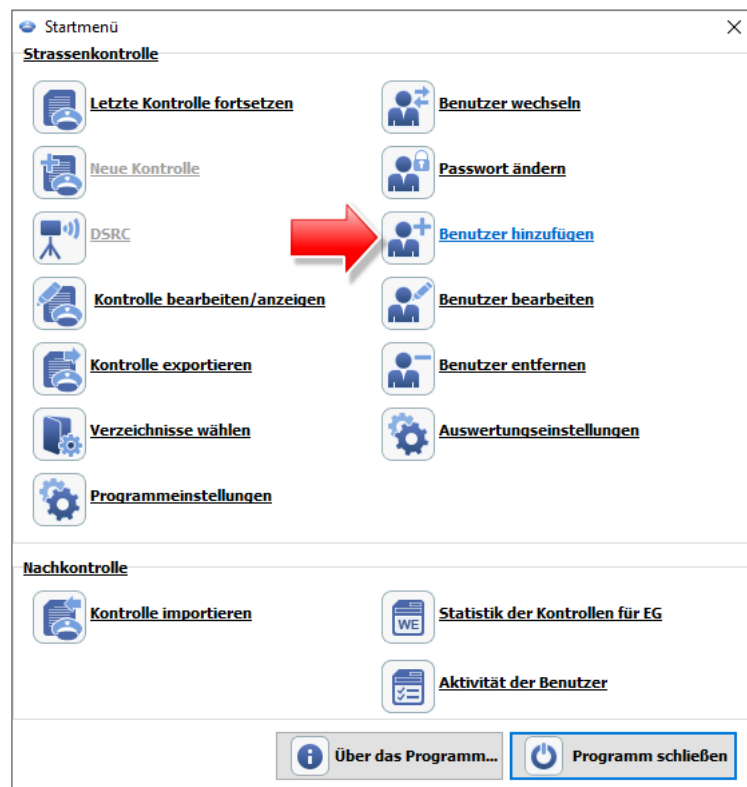 Startmenü
Strassenkontrolle
Letzte Kontrolle fortsetzen
Benutzer wechseln
Neue Kontrolle
Passwort ändern
DSRC
Benutzer hinzufügen
Kontrolle bearbeiten/anzeigen
Benutzer bearbeiten
Kontrolle exportieren
Benutzer entfernen
Verzeichnisse wählen
Auswertungseinstellungen
Programmeinstellungen
Nachkontrolle
Kontrolle importieren
WE
Statistik der Kontrollen für EG
Aktivität der Benutzer
Über das Programm...
Programm schließen